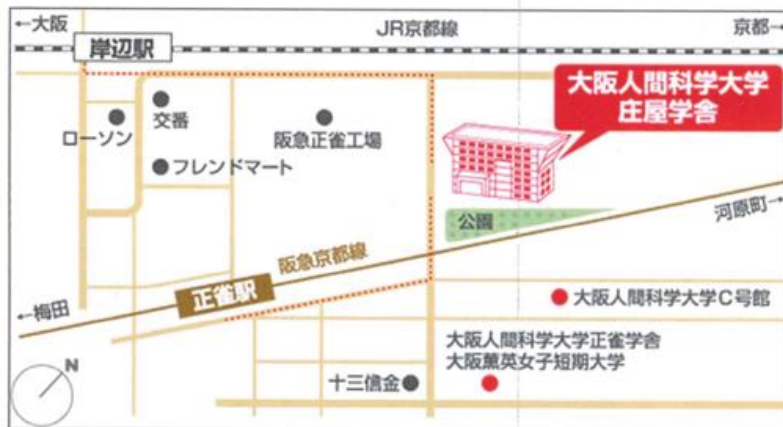 ←大阪
JR京都線
京都→
岸辺駅
大阪人間科学大学
庄屋学舎
ローソン
交番
阪急正雀工場
フレンドマート
公園
河原町→
阪急京都線
正雀駅
←梅田
大阪人間科学大学C号館
大阪人間科学大学正雀学舎
大阪薫英女子短期大学
十三信金
N